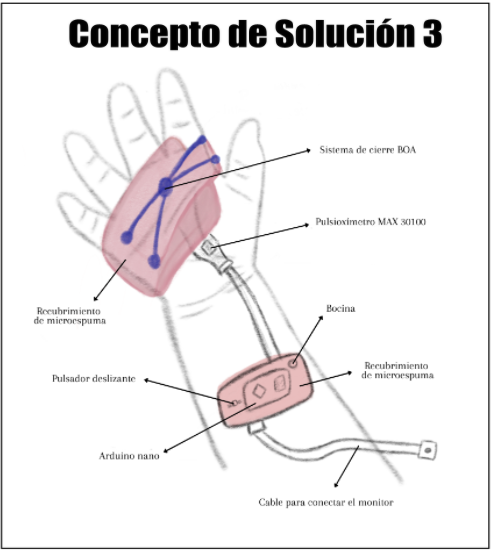 Concepto de Solución 3
Sistema de cierre BOA
Pulsioxímetro MAX 30100
Recubrimiento
de microespuma
Bocina
Pulsador deslizante
Recubrimiento
de microespuma
Arduino nano
Cable para conectar el monitor